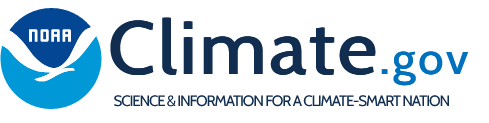 NOAA
Climate.gov
SCIENCE & INFORMATION FOR A CLIMATE-SMART NATION